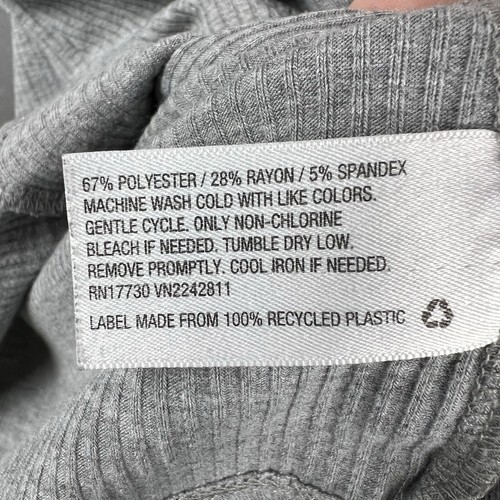 67% POLYESTER / 28% RAYON / 5% SPANDEX
MACHINE WASH COLD WITH LIKE COLORS.
GENTLE CYCLE. ONLY NON-CHLORINE
BLEACH IF NEEDED. TUMBLE DRY LOW.
REMOVE PROMPTLY. COOL IRON IF NEEDED.
RN17730 VN2242811
LABEL MADE FROM 100% RECYCLED PLASTIC